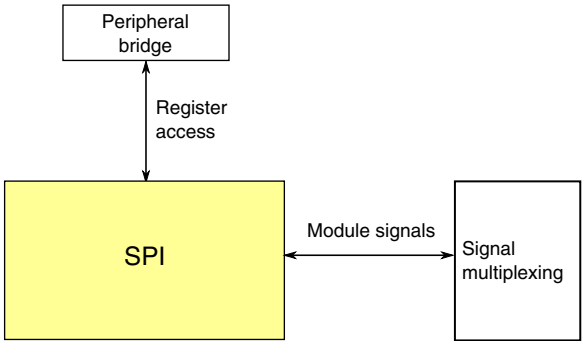 Peripheral
bridge
Register
access
SPI
Module signals
Signal
multiplexing